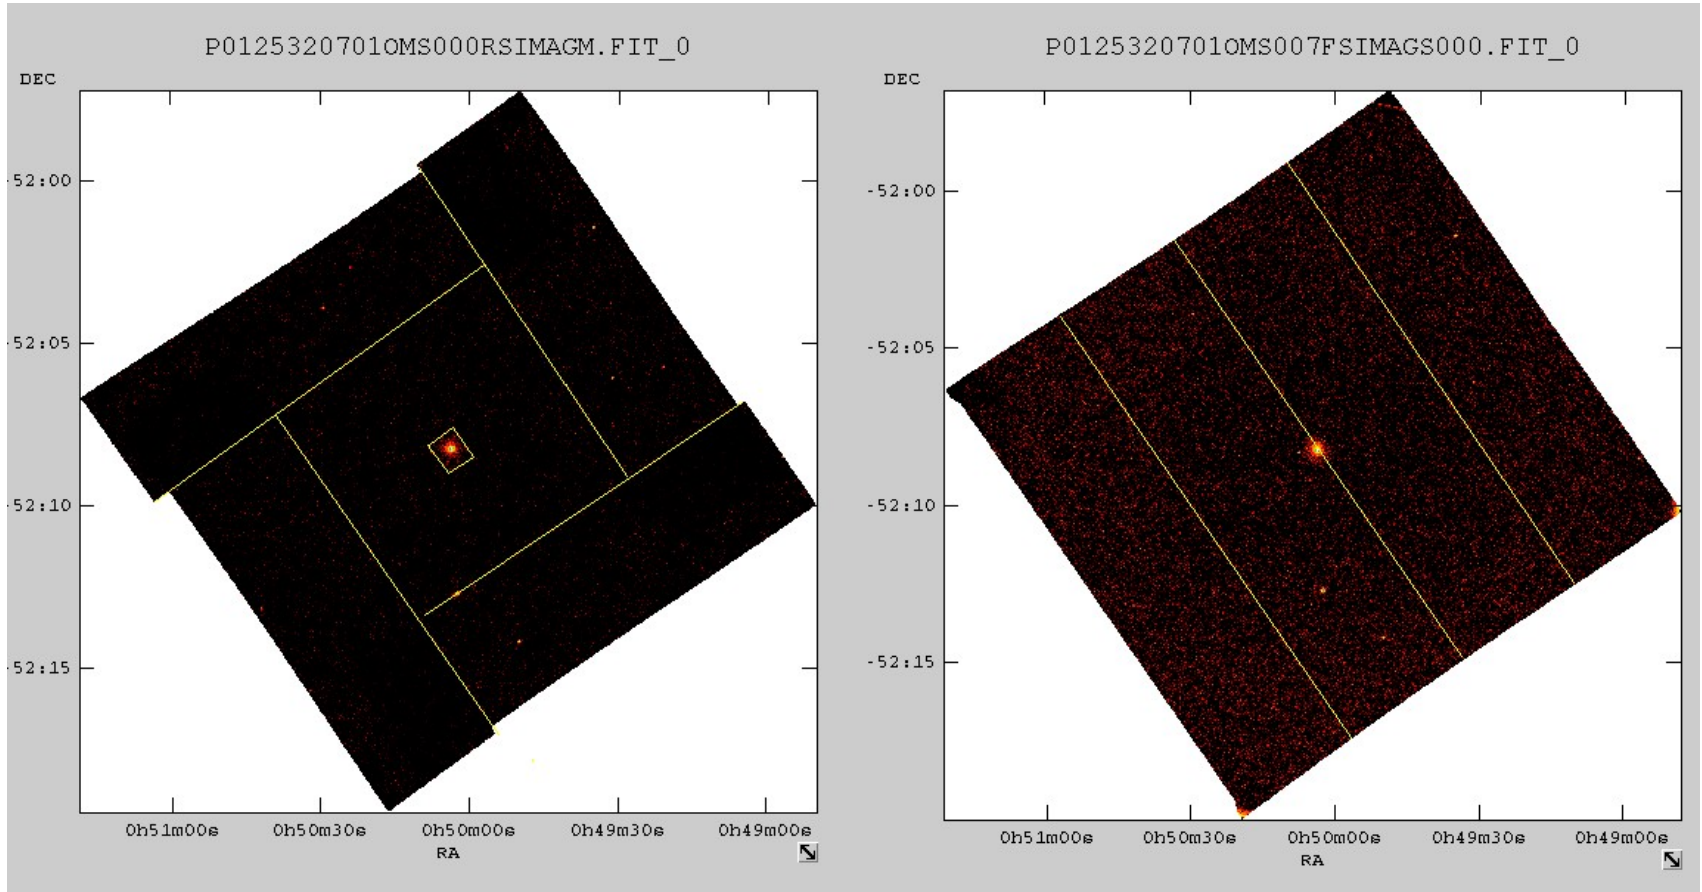 P0125320701OMS000RSIMAGM.FIT_0
DEC
-52:00
-52:05
-52:10
-52:15
0h51m00s
0h50m30s
0h50m00s
0h49m30s
0h49m00s
RA
P0125320701OMS007FSIMAGS000.FIT_0
DEC
-52:00
-52:05
-52:10
-52:15
0h51m00s
0h50m30s
0h50m00s
0h49m30s
0h49m00s
RA